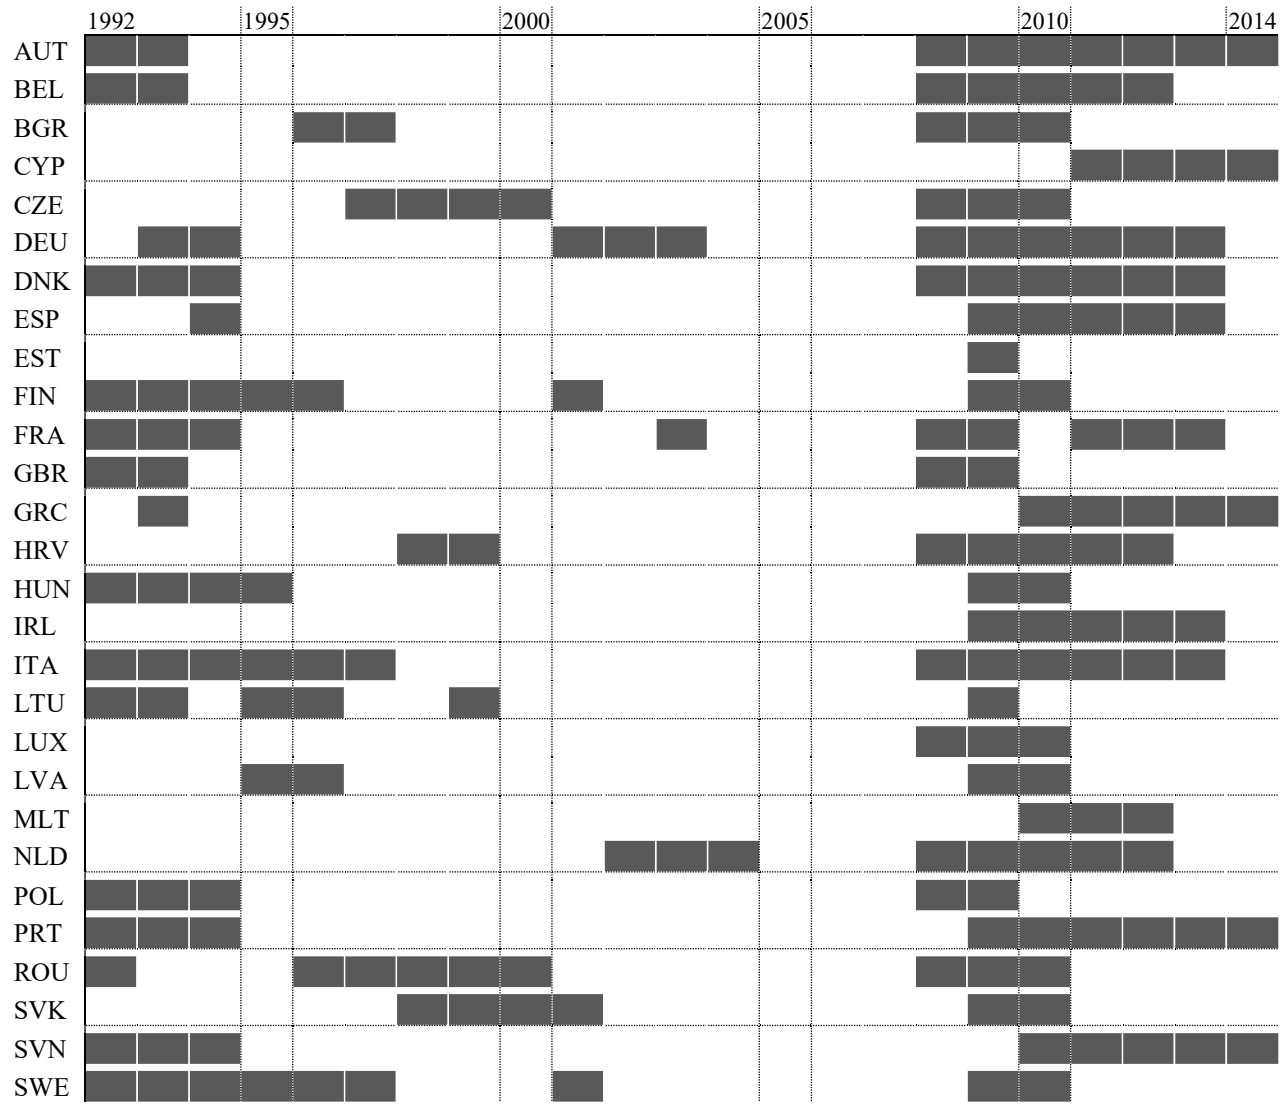 1992 1995 2000 2005 2010 2014
AUT
BEL
BGR
CYP
CZE
DEU
DNK
ESP
EST
FIN
FRA
GBR
GRC
HRV
HUN
IRL
ITA
LTU
LUX
LVA
MLT
NLD
POL
PRT
ROU
SVK
SVN
SWE